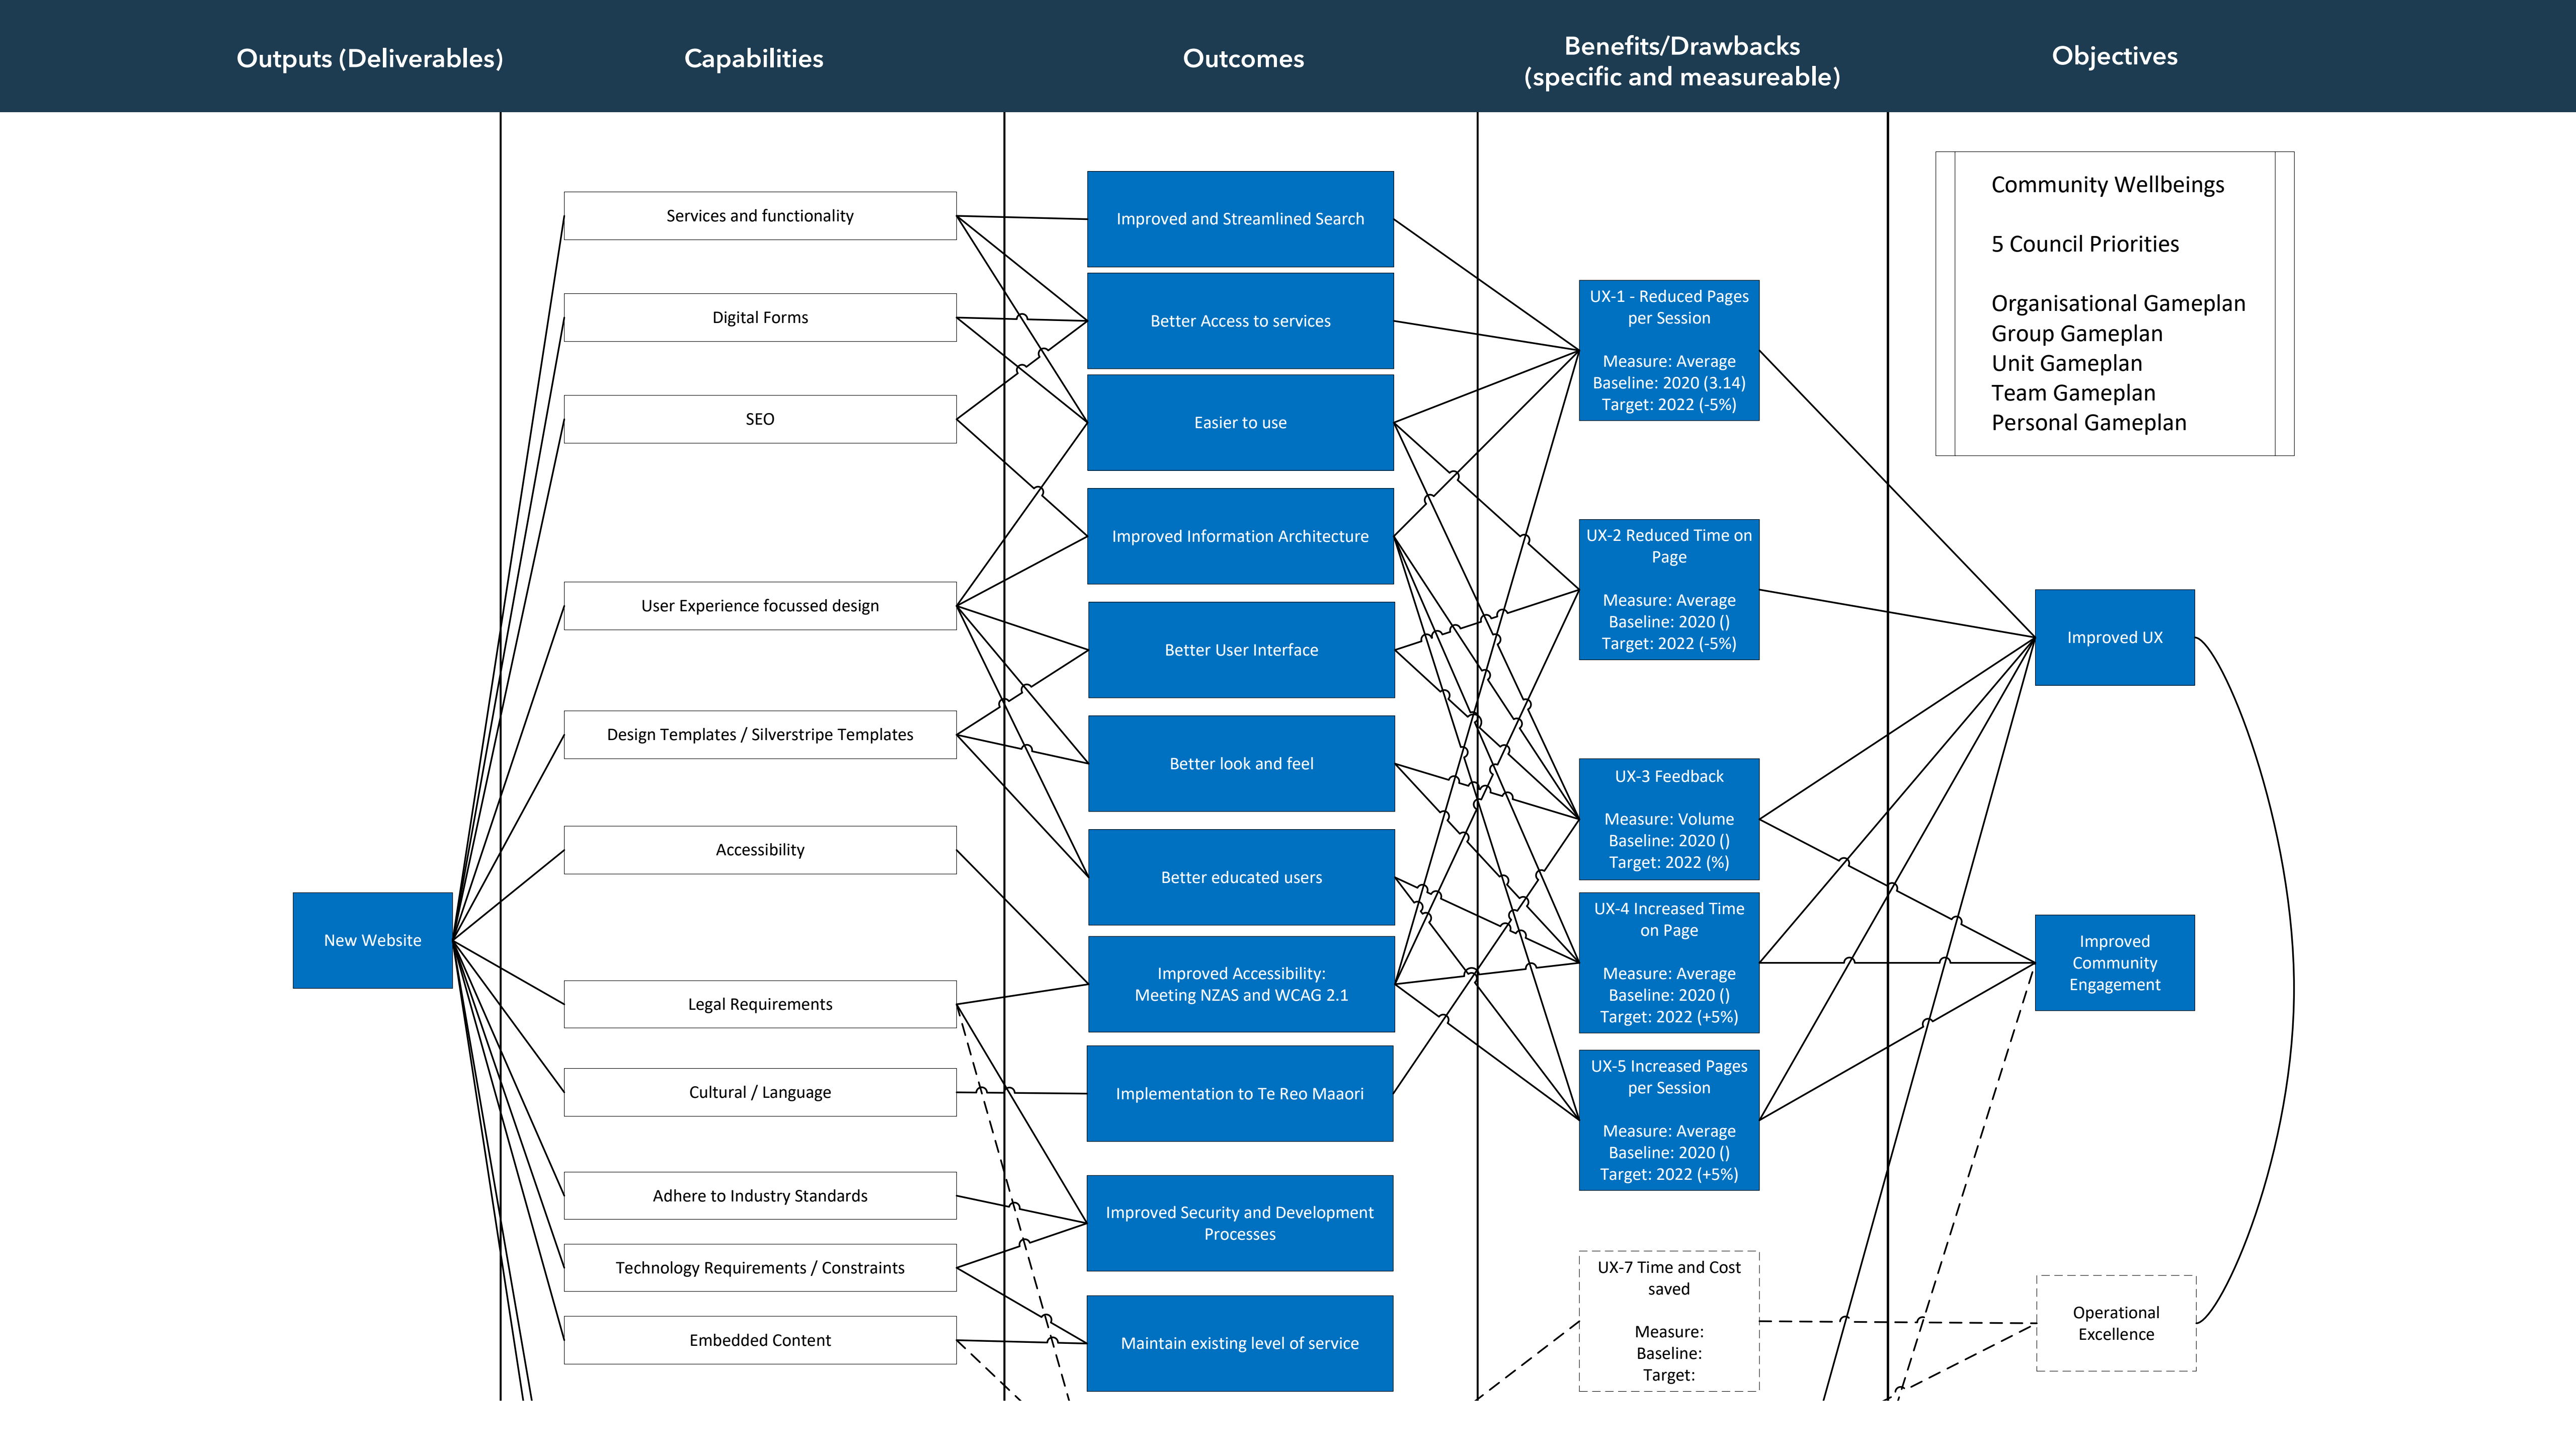 Outputs (Deliverables)
Capabilities
Outcomes
Benefits/Drawbacks
(specific and measureable)
Objectives
New Website
Services and functionality
Digital Forms
SEO
User Experience focussed design
Design Templates / Silverstripe Templates
Accessibility
Legal Requirements
Cultural / Language
Adhere to Industry Standards
Technology Requirements / Constraints
Embedded Content
Improved and Streamlined Search
Better Access to services
Easier to use
Improved Information Architecture
Better User Interface
Better look and feel
Better educated users
Improved Accessibility:
Meeting NZAS and WCAG 2.1
Implementation to Te Reo Maaori
Improved Security and Development
Processes
Maintain existing level of service
UX-1 - Reduced Pages
per Session
Measure: Average
Baseline: 2020 (3.14)
Target: 2022 (-5%)
UX-2 Reduced Time on
Page
Measure: Average
Baseline: 2020 ()
Target: 2022 (-5%)
UX-3 Feedback
Measure: Volume
Baseline: 2020 ()
Target: 2022 (%)
UX-4 Increased Time
on Page
Measure: Average
Baseline: 2020 ()
Target: 2022 (+5%)
UX-5 Increased Pages
per Session
Measure: Average
Baseline: 2020 ()
Target: 2022 (+5%)
UX-7 Time and Cost
saved
Measure:
Baseline:
Target:
Community Wellbeings
5 Council Priorities
Organisational Gameplan
Group Gameplan
Unit Gameplan
Team Gameplan
Personal Gameplan
Improved UX
Improved
Community
Engagement
Operational
Excellence